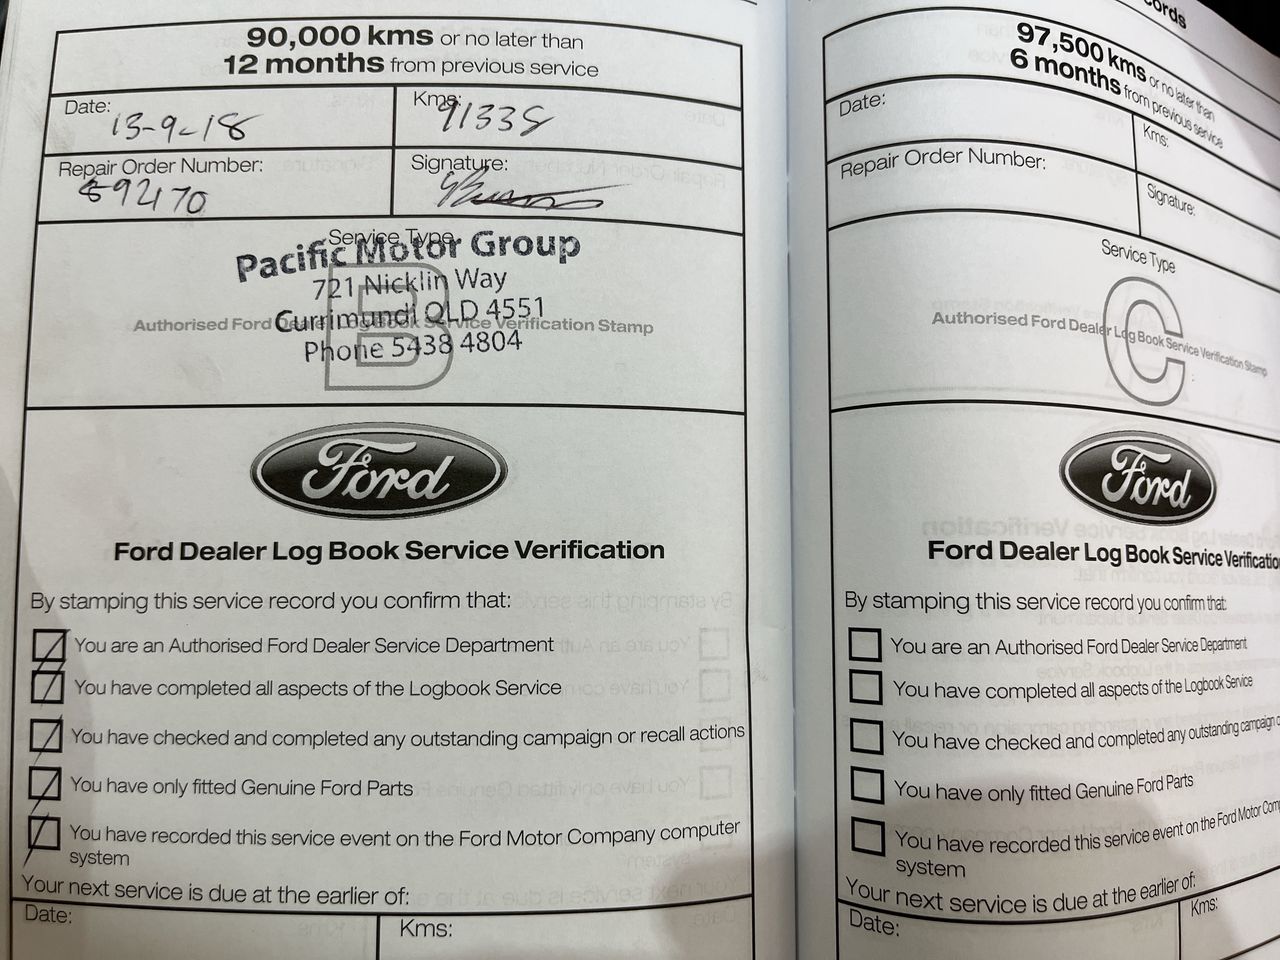 90,000 kms or no later than
12 months from previous service
Date:
13-9-18
Kms:
91338
Repair Order Number:
692170
Signature:
Service Type
B
Pacific Motor Group
721 Nicklin Way
Currimundi QLD 4551
Phone 5438 4804
Authorised Ford Dealer Log Book Service Verification Stamp
Ford
Ford Dealer Log Book Service Verification
By stamping this service record you confirm that:
You are an Authorised Ford Dealer Service Department
You have completed all aspects of the Logbook Service
You have checked and completed any outstanding campaign or recall actions
You have only fitted Genuine Ford Parts
You have recorded this service event on the Ford Motor Company computer
system
Your next service is due at the earlier of:
Date:
Kms:
cords
97,500 kms or no later than
6 months from previous service
Date:
Kms:
Repair Order Number:
Signature:
Service Type
C
Authorised Ford Dealer Log Book Service Verification Stamp
Ford
Ford Dealer Log Book Service Verificatio
By stamping this service record you confirm that:
You are an Authorised Ford Dealer Service Department
You have completed all aspects of the Logbook Service
You have checked and completed any outstanding campaign o
You have only fitted Genuine Ford Parts
You have recorded this service event on the Ford Motor Com
system
Your next service is due at the earlier of:
Date:
Kms: